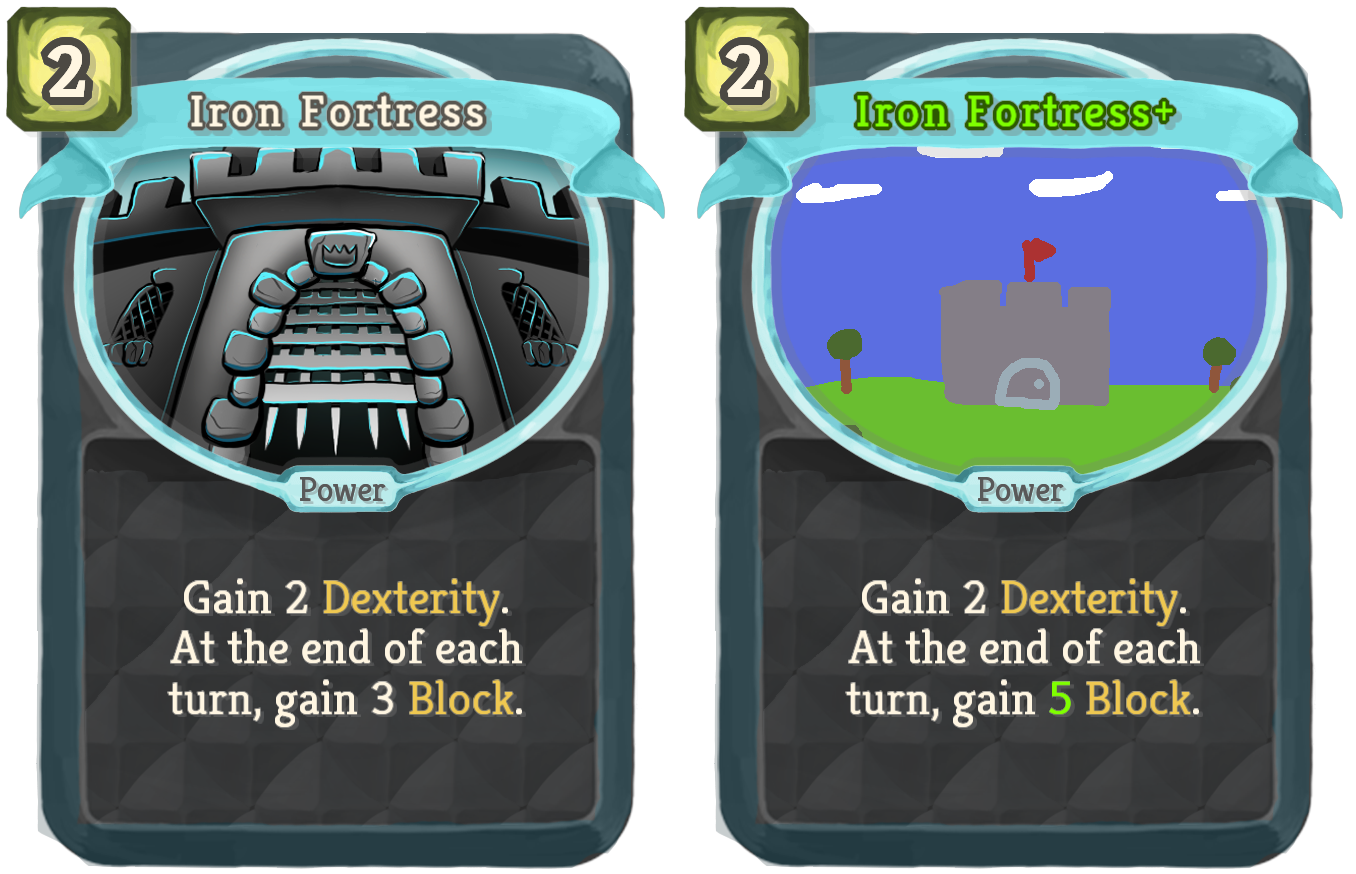 2
Iron Fortress
Power
Gain 2 Dexterity.
At the end of each
turn, gain 3 Block.
2
Iron Fortress+
Power
Gain 2 Dexterity.
At the end of each
turn, gain 5 Block.